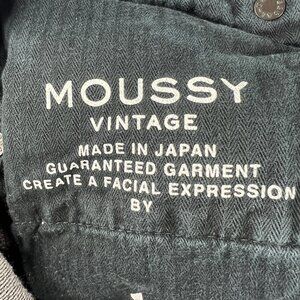 MOUSSY
VINTAGE
MADE IN JAPAN
GUARANTEED GARMENT
CREATE A FACIAL EXPRESSION
BY